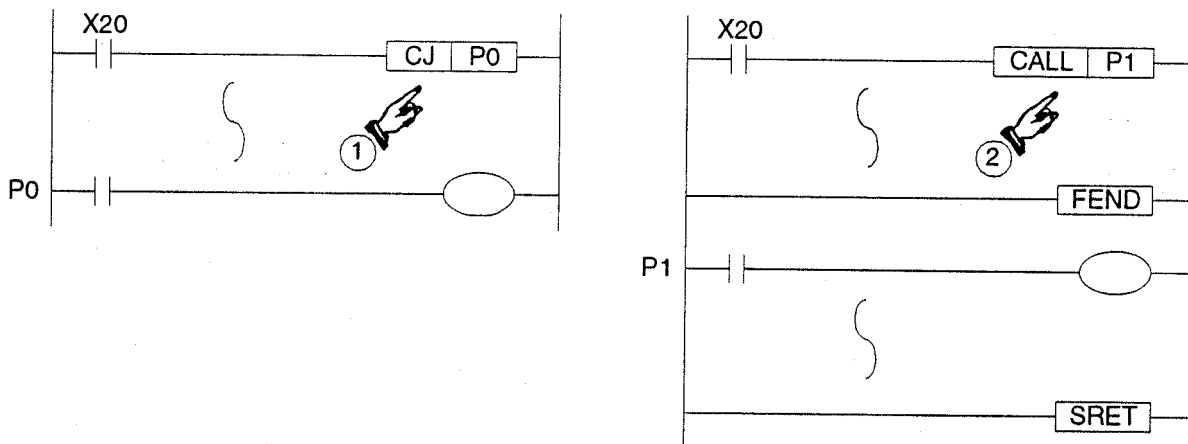 X20
CJ P0
1
P0
X20
CALL P1
2
FEND
P1
SRET